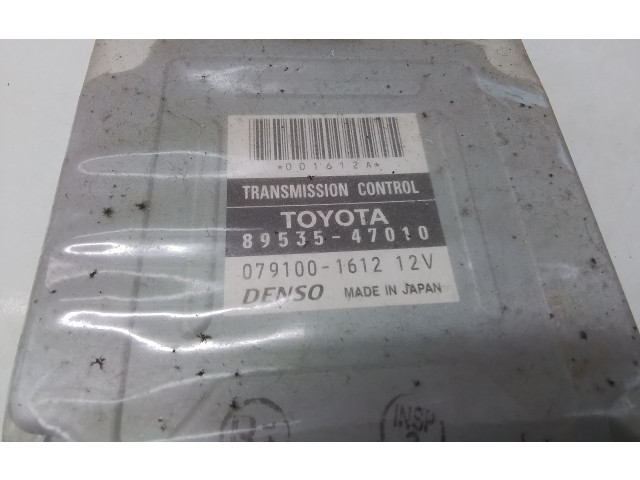 *001612A*
TRANSMISSION CONTROL
TOYOTA
89535-47010
079100-1612 12V
DENSO MADE IN JAPAN
INSP